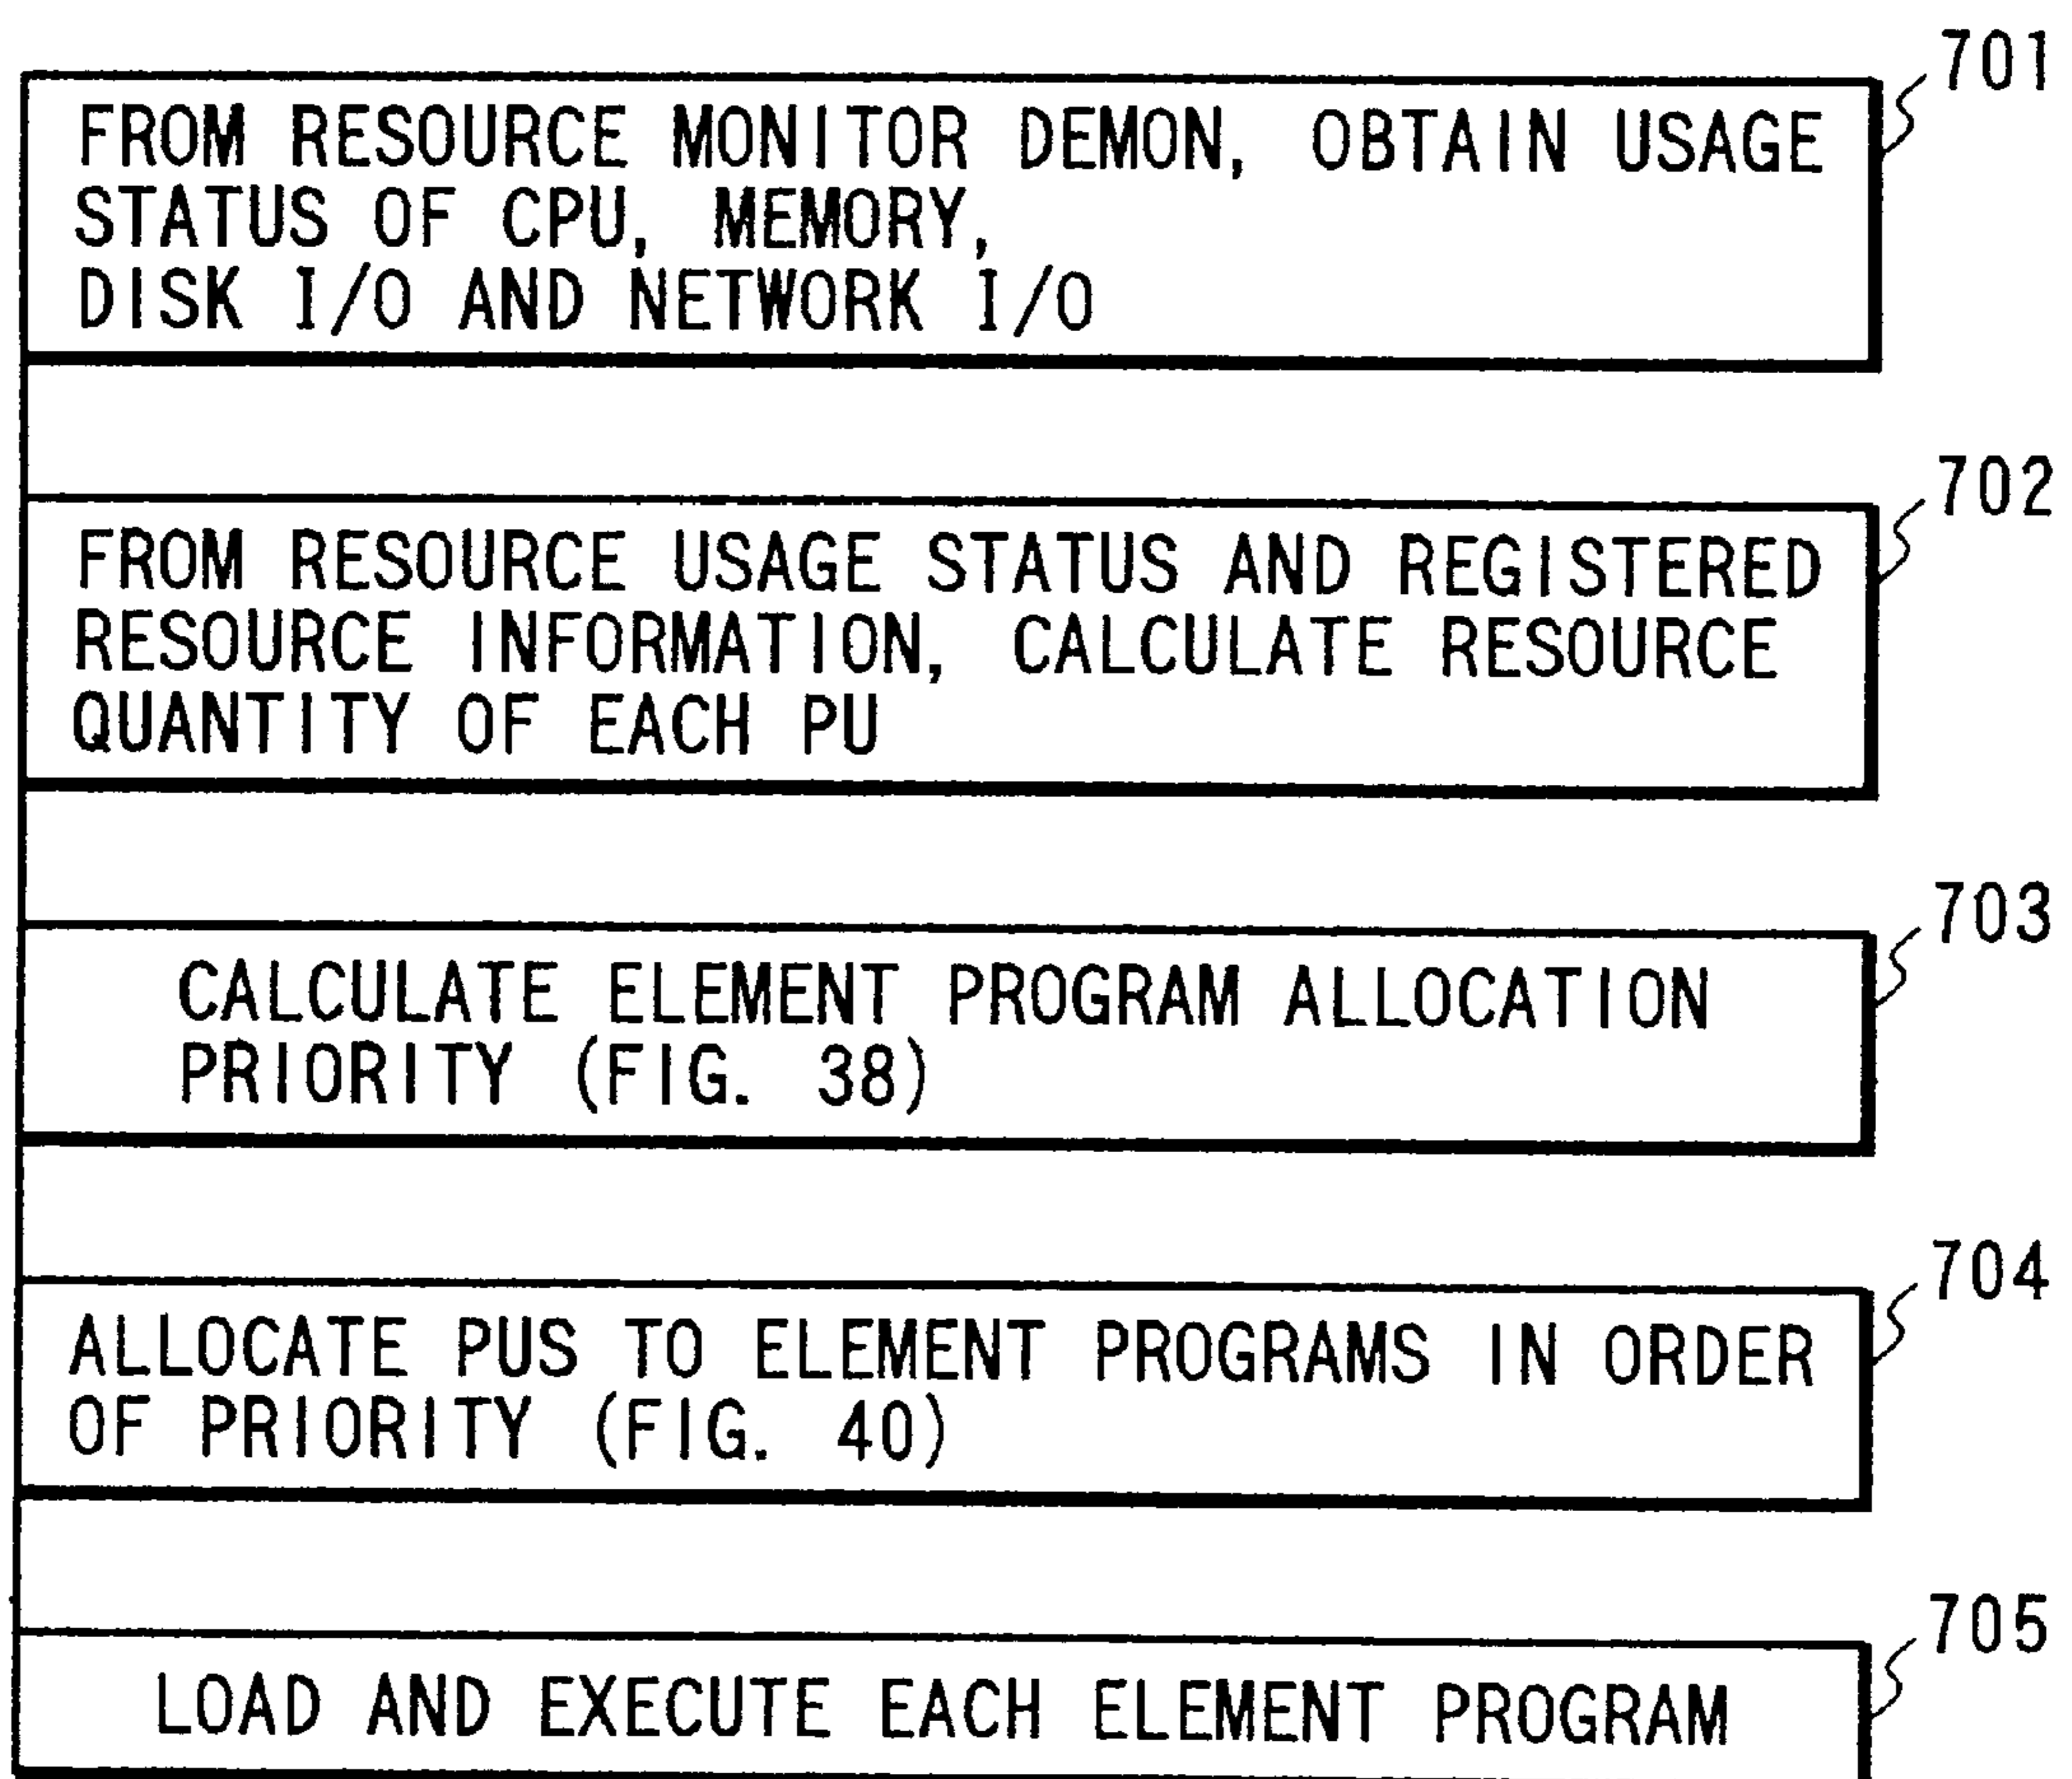 701
FROM RESOURCE MONITOR DEMON, OBTAIN USAGE
STATUS OF CPU, MEMORY,
DISK I/O AND NETWORK I/O
702
FROM RESOURCE USAGE STATUS AND REGISTERED
RESOURCE INFORMATION, CALCULATE RESOURCE
QUANTITY OF EACH PU
703
CALCULATE ELEMENT PROGRAM ALLOCATION
PRIORITY (FIG. 38)
704
ALLOCATE PUS TO ELEMENT PROGRAMS IN ORDER
OF PRIORITY (FIG. 40)
705
LOAD AND EXECUTE EACH ELEMENT PROGRAM